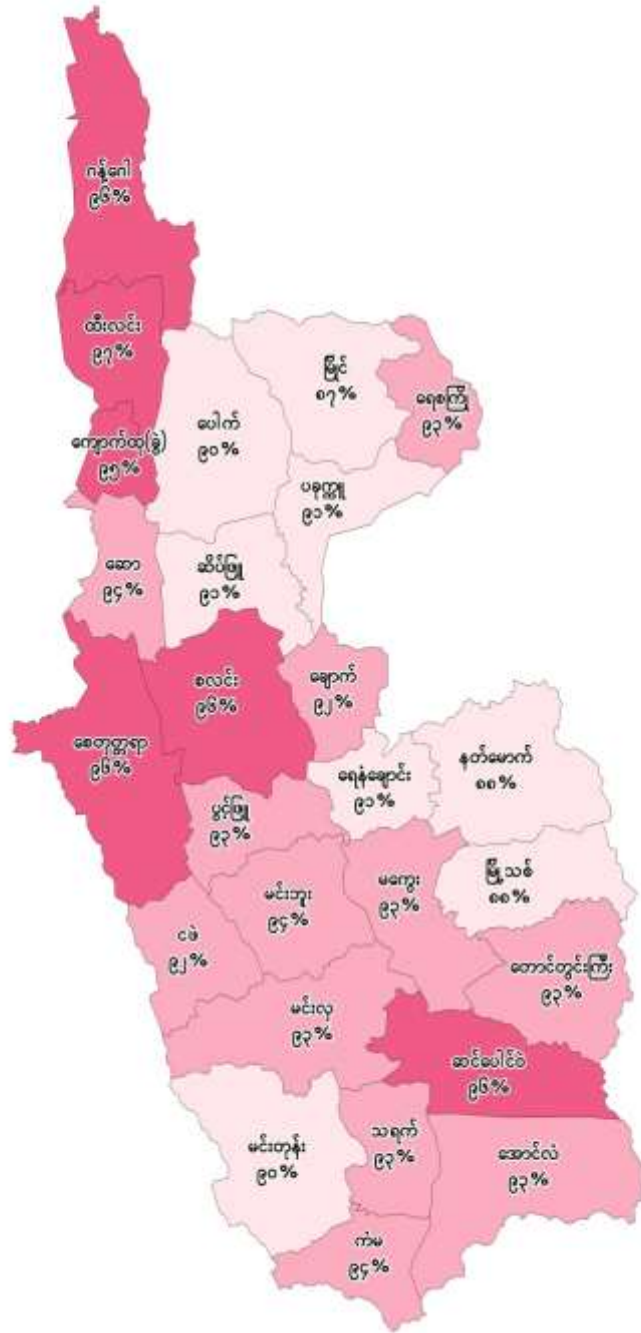 ဂန့်ဂေါ
၉၆%
ထီးလင်း
၉၇%
မြိုင်
၈၇%
ရေစကြို
၉၃%
ပေါက်
၉၀%
ကျောက်ထု(ခွဲ)
၉၅%
ပခုက္ကူ
၉၁%
ဆော
၉၄%
ဆိပ်ဖြူ
၉၁%
စလင်း
၉၆%
ချောက်
၉၂%
စေတုတ္တရာ
၉၆%
ရေနံချောင်း
၉၁%
နတ်မောက်
၈၈%
ပွင့်ဖြူ
၉၃%
မင်းဘူး
၉၄%
မကွေး
၉၃%
မြို့သစ်
၈၈%
ငဖဲ
၉၂%
တောင်တွင်းကြီး
၉၃%
မင်းလှ
၉၃%
ဆင်ပေါင်ဝဲ
၉၆%
မင်းတုန်း
၉၀%
သရက်
၉၃%
အောင်လံ
၉၃%
ကံမ
၉၄%